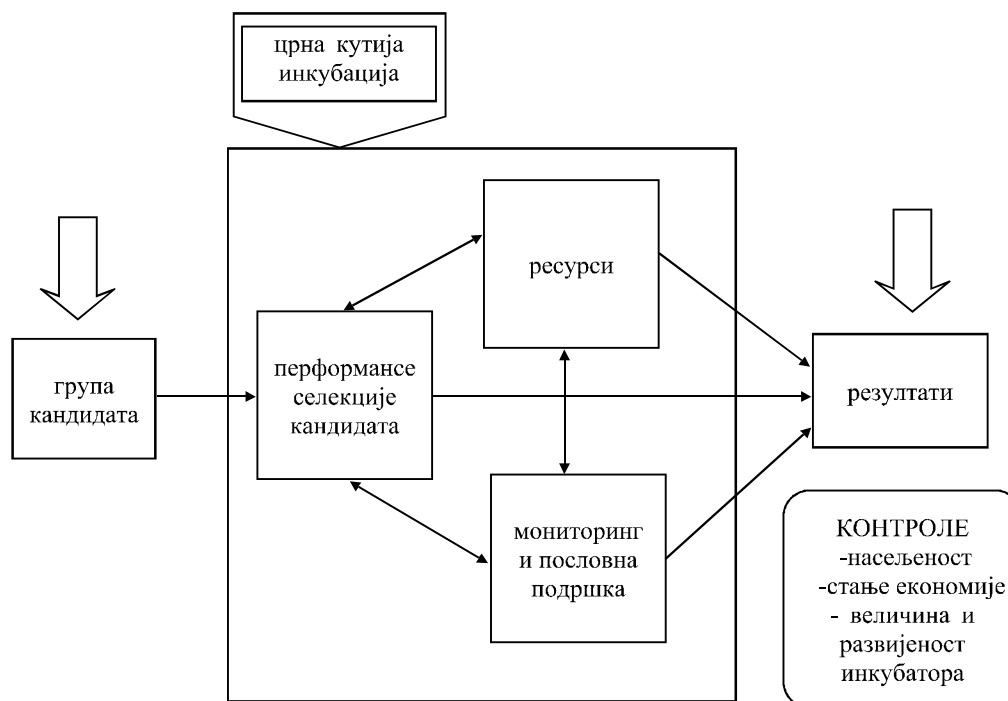 црна кутија
инкубација
ресурси
група
кандидата
перформансе
селекције
кандидата
резултати
мониторинг
и пословна
подршка
КОНТРОЛЕ
-насељеност
-стање економије
- величина и
развијеност
инкубатора